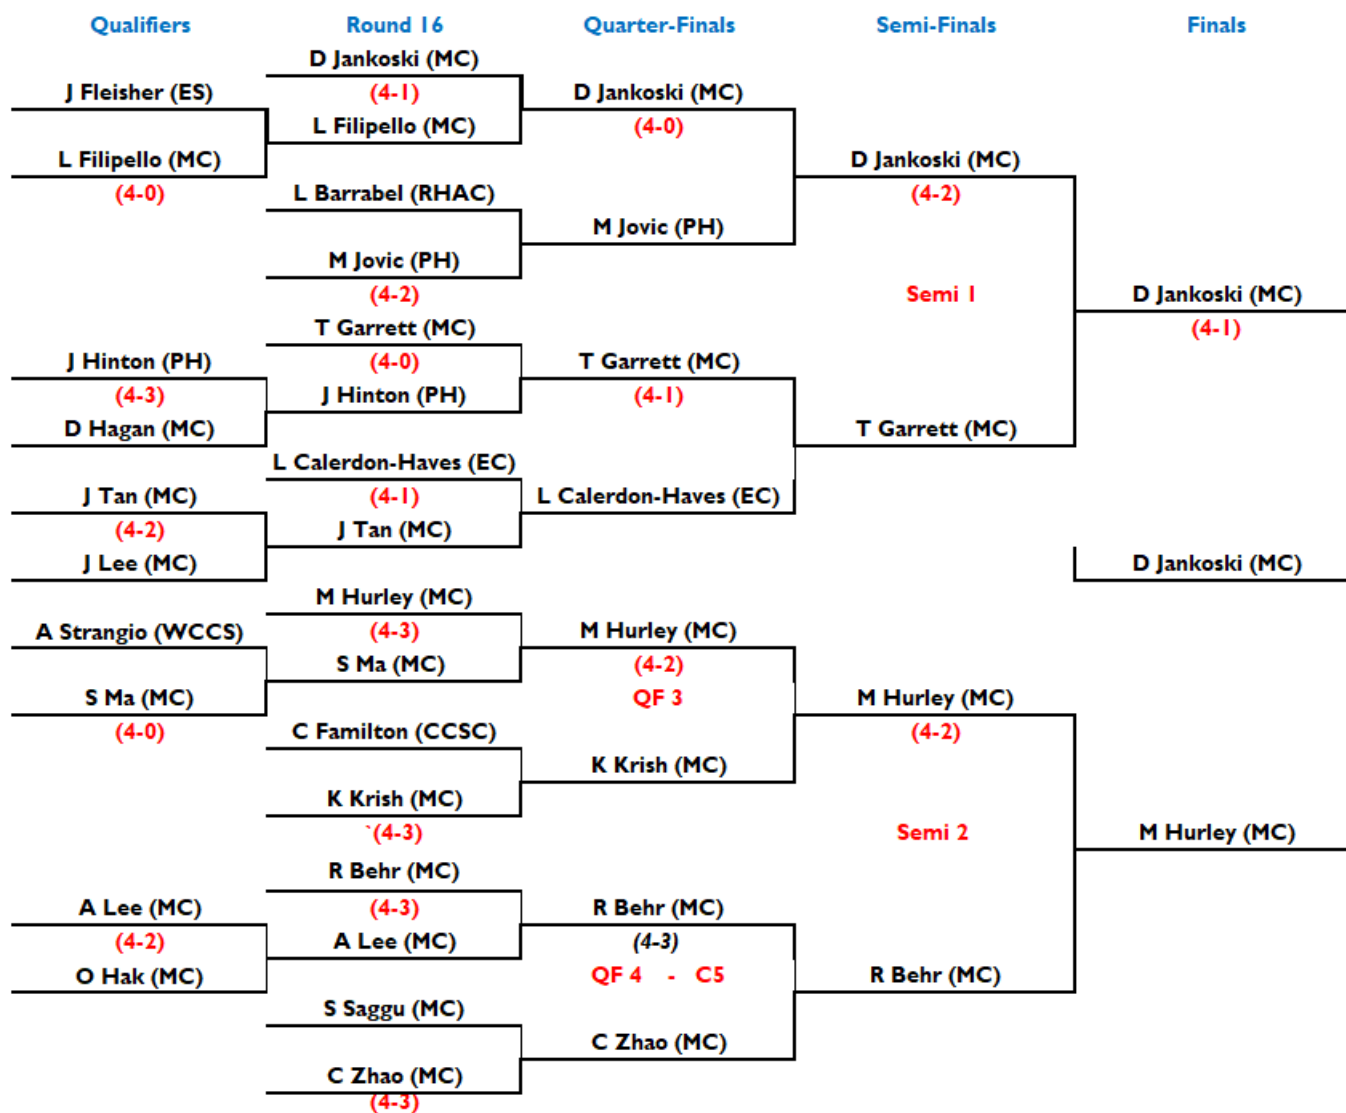 Qualifiers Round 16 Quarter-Finals Semi-Finals Finals
D Jankoski (MC)
J Fleisher (ES) (4-1) D Jankoski (MC)
L Filipello (MC) (4-0)
L Filipello (MC) D Jankoski (MC)
(4-0) L Barrabel (RHAC) (4-2)
M Jovic (PH)
M Jovic (PH)
(4-2) Semi 1 D Jankoski (MC)
T Garrett (MC) (4-1)
J Hinton (PH) (4-0) T Garrett (MC)
(4-3) J Hinton (PH) (4-1)
D Hagan (MC) T Garrett (MC)
L Calerdon-Haves (EC)
J Tan (MC) (4-1) L Calerdon-Haves (EC)
(4-2) J Tan (MC)
J Lee (MC) D Jankoski (MC)
M Hurley (MC)
A Strangio (WCCS) (4-3) M Hurley (MC)
S Ma (MC) (4-2)
S Ma (MC) QF 3 M Hurley (MC)
(4-0) C Familton (CCSC) (4-2)
K Krish (MC)
K Krish (MC)
`(4-3) Semi 2 M Hurley (MC)
R Behr (MC)
A Lee (MC) (4-3) R Behr (MC)
(4-2) A Lee (MC) (4-3)
O Hak (MC) QF 4 - C5 R Behr (MC)
S Saggu (MC)
C Zhao (MC)
C Zhao (MC)
(4-3)